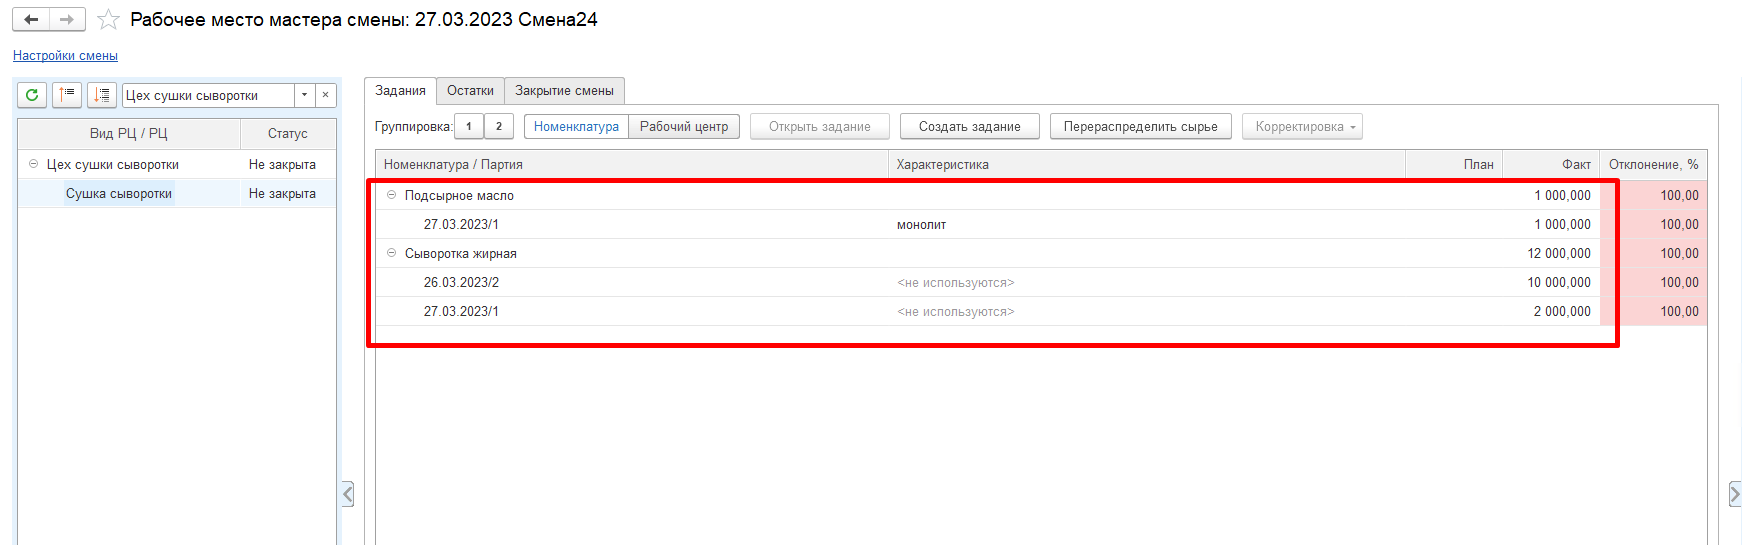 Рабочее место мастера смены: 27.03.2023 Смена24
Настройки смены
Цех сушки сыворотки
Вид РЦ / РЦ Статус
Цех сушки сыворотки Не закрыта
Сушка сыворотки Не закрыта
Задания Остатки Закрытие смены
Группировка: 1 2 Номенклатура Рабочий центр Открыть задание Создать задание Перераспределить сырье Корректировка
Номенклатура / Партия Характеристика План Факт Отклонение, %
Подсырное масло 1 000,000 100,00
27.03.2023/1 монолит 1 000,000 100,00
Сыворотка жирная 12 000,000 100,00
26.03.2023/2 <не используются> 10 000,000 100,00
27.03.2023/1 <не используются> 2 000,000 100,00